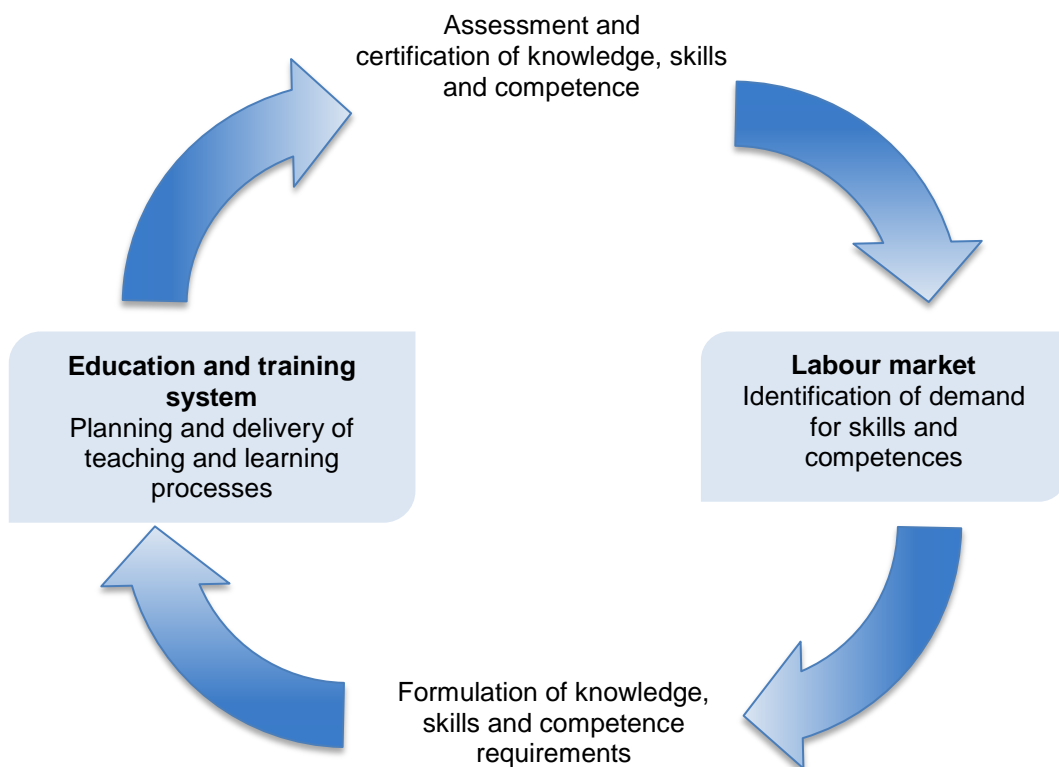 Assessment and
certification of knowledge, skills
and competence
Education and training
system
Planning and delivery of
teaching and learning
processes
Labour market
Identification of demand
for skills and
competences
Formulation of knowledge,
skills and competence
requirements